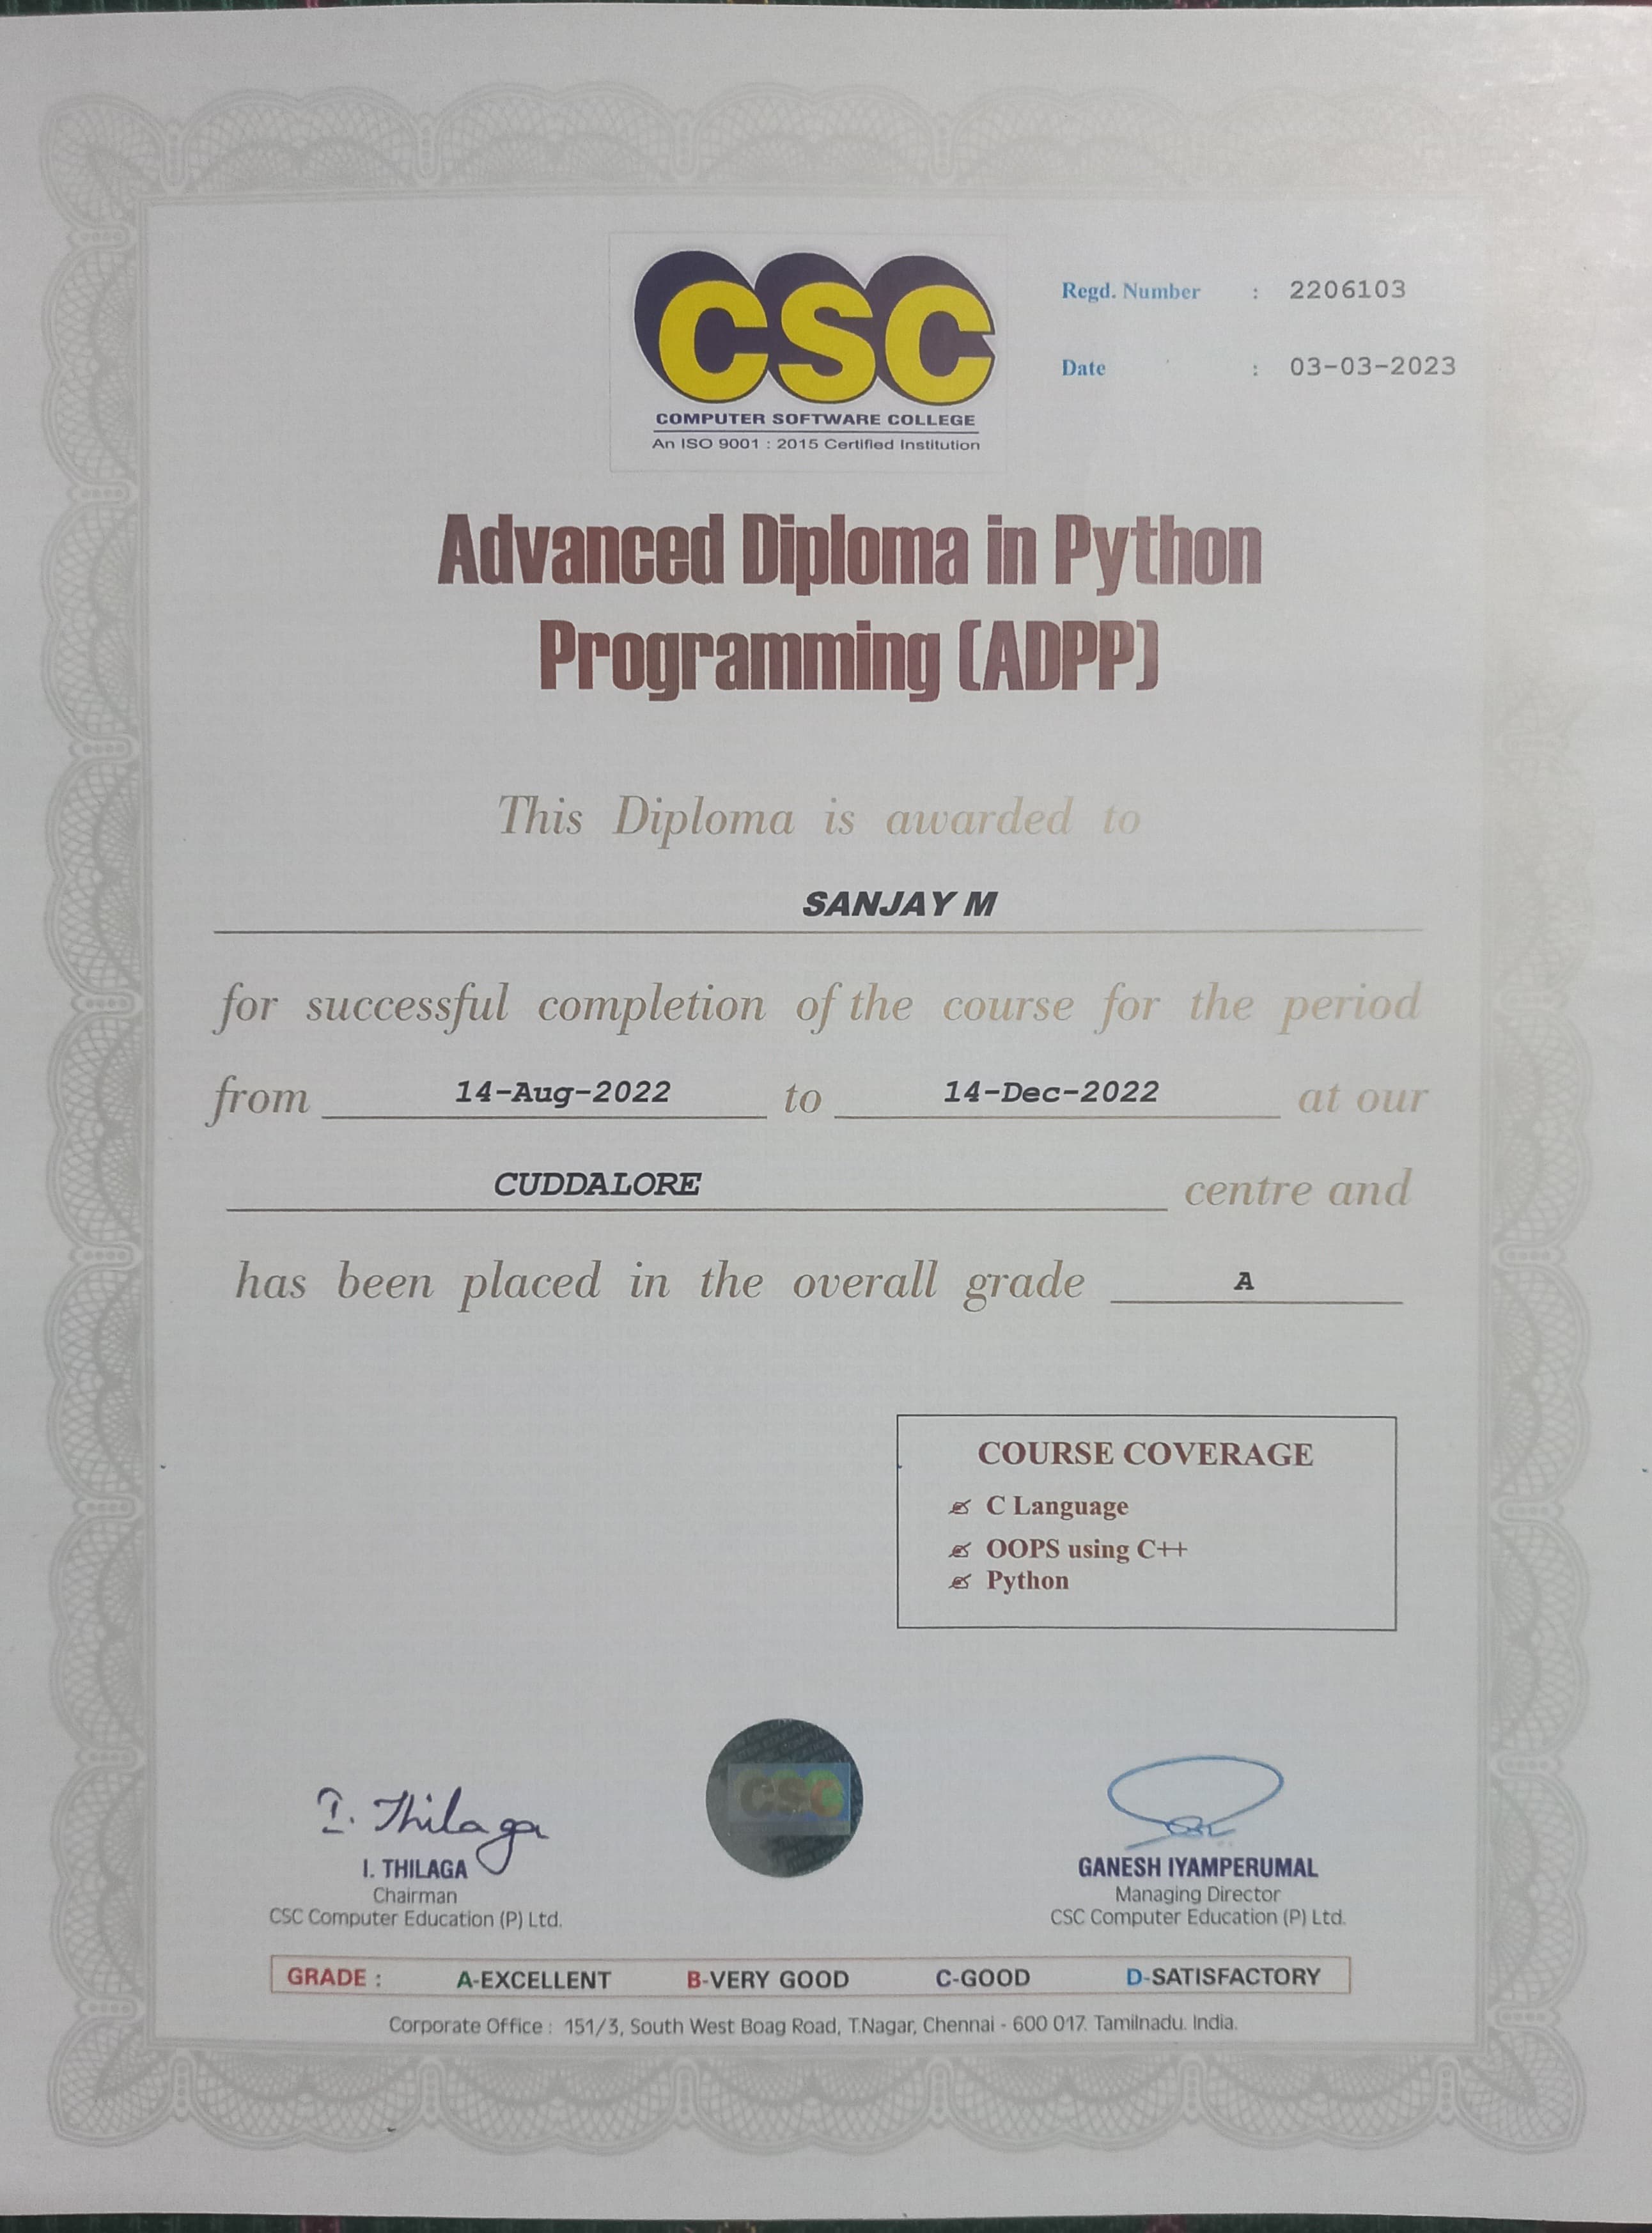 CSC
COMPUTER SOFTWARE COLLEGE
An ISO 9001 : 2015 Certified Institution
Regd. Number : 2206103
Date : 03-03-2023
Advanced Diploma in Python
Programming (ADPP)
This Diploma is awarded to
SANJAY M
for successful completion of the course for the period
from 14-Aug-2022 to 14-Dec-2022 at our
CUDDALORE centre and
has been placed in the overall grade A
COURSE COVERAGE
C Language
OOPS using C++
Python
CSC
I. Thilaga
I. THILAGA
Chairman
CSC Computer Education (P) Ltd.
GANESH IYAMPERUMAL
Managing Director
CSC Computer Education (P) Ltd.
GRADE : A-EXCELLENT B-VERY GOOD C-GOOD D-SATISFACTORY
Corporate Office : 151/3, South West Boag Road, T.Nagar, Chennai - 600 017. Tamilnadu. India.